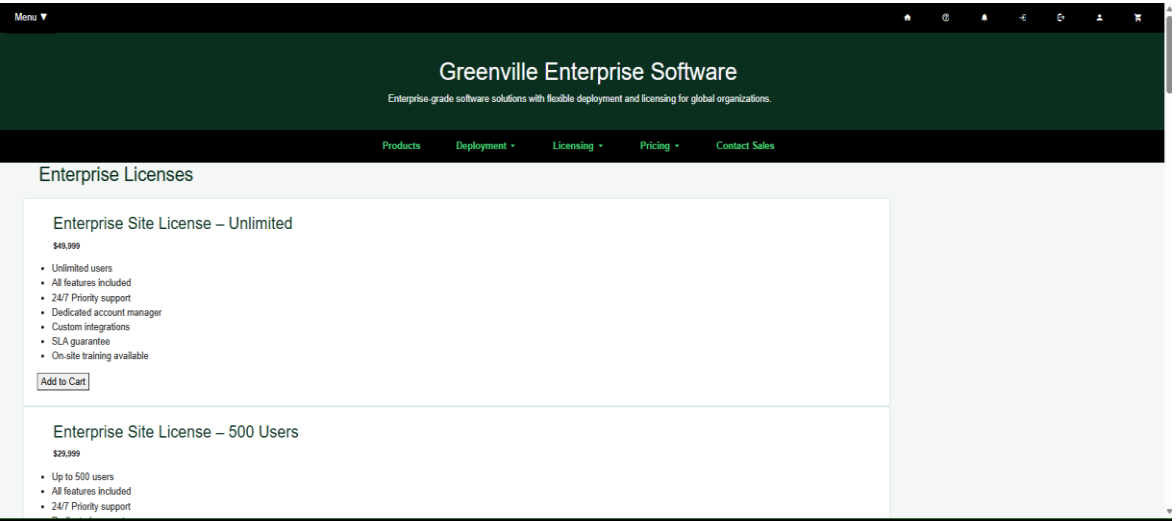 Menu ▼
Greenville Enterprise Software
Enterprise-grade software solutions with flexible deployment and licensing for global organizations.
Products Deployment Licensing Pricing Contact Sales
Enterprise Licenses
Enterprise Site License – Unlimited
$49,999
• Unlimited users
• All features included
• 24/7 Priority support
• Dedicated account manager
• Custom integrations
• SLA guarantee
• On-site training available
Add to Cart
Enterprise Site License – 500 Users
$29,999
• Up to 500 users
• All features included
• 24/7 Priority support